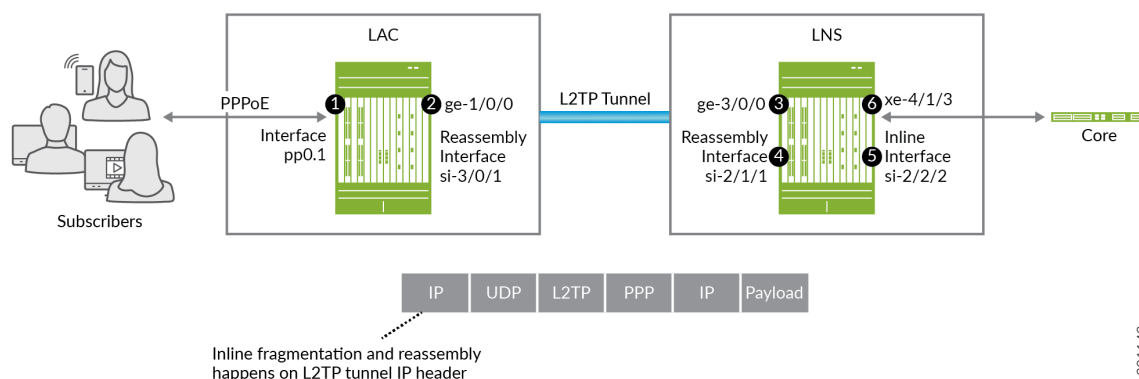 LAC
LNS
PPPoE
1
2
ge-1/0/0
Interface
pp0.1
Reassembly
Interface
si-3/0/1
L2TP Tunnel
ge-3/0/0
3
6
xe-4/1/3
Reassembly
Interface
si-2/1/1
4
5
Inline
Interface
si-2/2/2
Core
Subscribers
IP UDP L2TP PPP IP Payload
Inline fragmentation and reassembly
happens on L2TP tunnel IP header